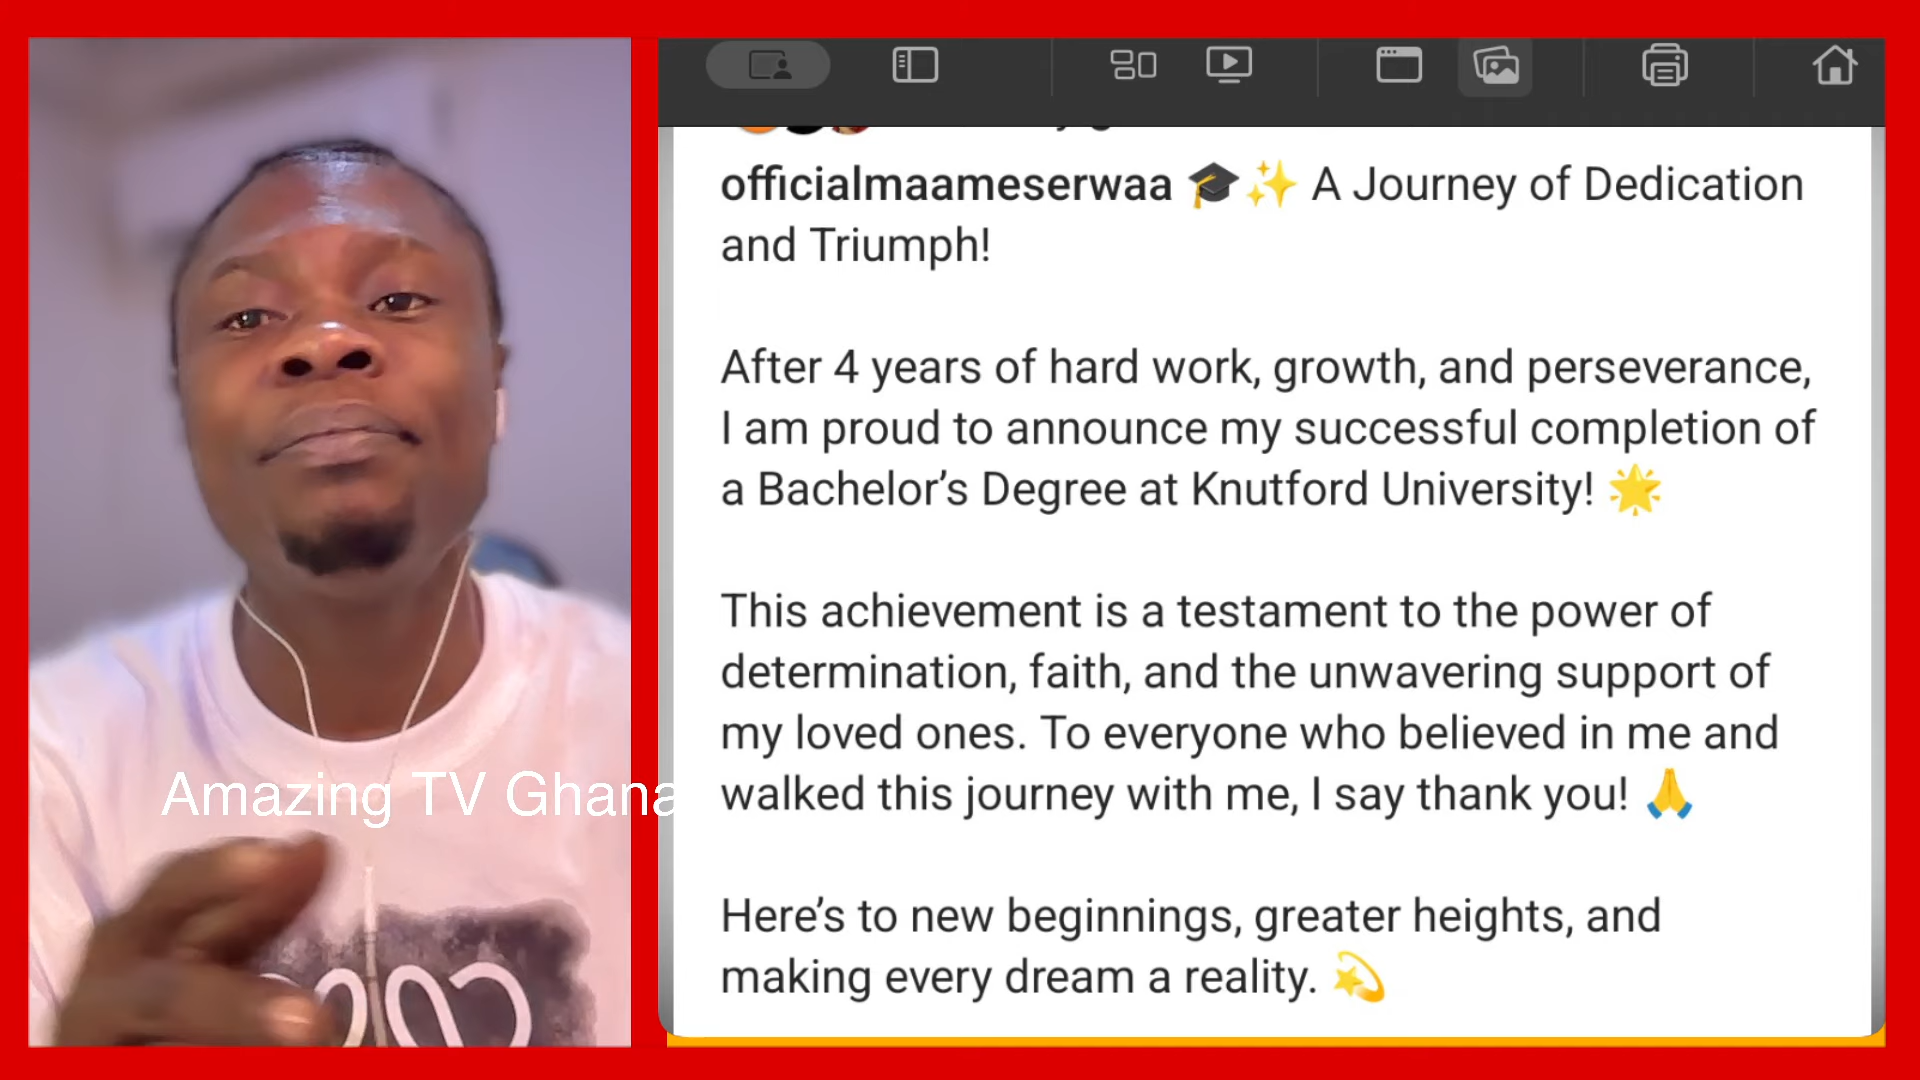 officialmaameserwaa 🎓✨ A Journey of Dedication
and Triumph!
After 4 years of hard work, growth, and perseverance,
I am proud to announce my successful completion of
a Bachelor’s Degree at Knutford University! 🌟
This achievement is a testament to the power of
determination, faith, and the unwavering support of
my loved ones. To everyone who believed in me and
walked this journey with me, I say thank you! 🙏
Here’s to new beginnings, greater heights, and
making every dream a reality. 💫
Amazing TV Ghana